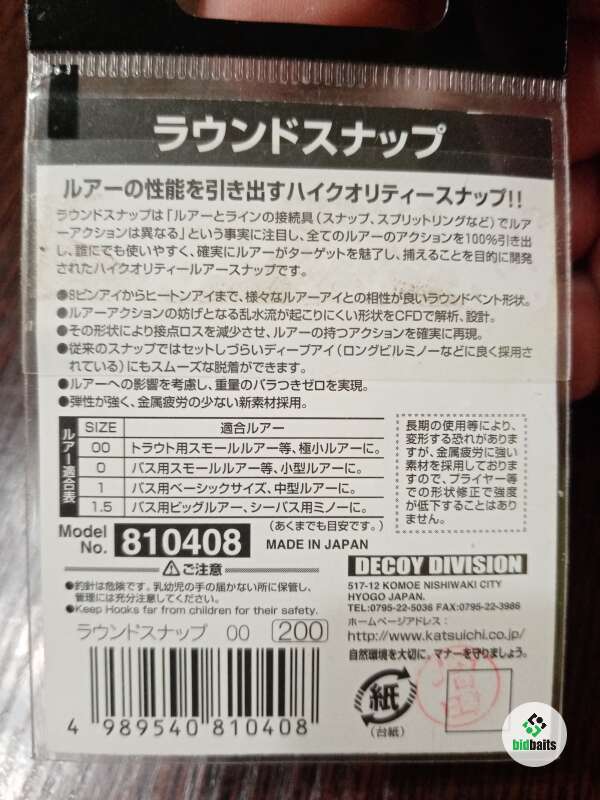 ラウンドスナップ
ルアーの性能を引き出すハイクオリティースナップ!!
ラウンドスナップは「ルアーとラインの接続具(スナップ、スプリットリングなど)でルア
ーアクションは異なる」という事実に注目し、全てのルアーのアクションを100%引き出
し、誰にでも使いやすく、確実にルアーがターゲットを魅了し、捕えることを目的に開発
されたハイクオリティールアースナップです。
●8ピンアイからヒートンアイまで、様々なルアーアイとの相性が良いラウンドベント形状。
●ルアーアクションの妨げとなる乱水流が起こりにくい形状をCFDで解析、設計。
●その形状により接点ロスを減少させ、ルアーの持つアクションを確実に再現。
●従来のスナップではセットしづらいディープアイ(ロングビルミノーなどに良く採用さ
れている)にもスムーズな脱着ができます。
●ルアーへの影響を考慮し、重量のバラつきゼロを実現。
●弾性が強く、金属疲労の少ない新素材採用。
ルアー適合表
SIZE 適合ルアー
00 トラウト用スモールルアー等、極小ルアーに。
0 バス用スモールルアー等、小型ルアーに。
1 バス用ベーシックサイズ、中型ルアーに。
1.5 バス用ビッグルアー、シーバス用ミノーに。
(あくまでも目安です。)
長期の使用等により、
変形する恐れがありま
すが、金属疲労に強い
素材を採用しておりま
すので、プライヤー等
での形状修正で強度
が低下することはあり
ません。
Model No. 810408 MADE IN JAPAN
⚠ご注意
●釣針は危険です。乳幼児の手の届かない所に保管し、
管理には充分注意してください。
●Keep Hooks far from children for their safety.
DECOY DIVISION
517-12 KOMOE NISHIWAKI CITY
HYOGO JAPAN.
TEL:0795-22-5036 FAX:0795-22-3986
ホームページアドレス:
http://www.katsuichi.co.jp/
自然環境を大切に。マナーを守りましょう。
ラウンドスナップ 00 200
4 989540 810408
紙
(台紙)
bidbaits